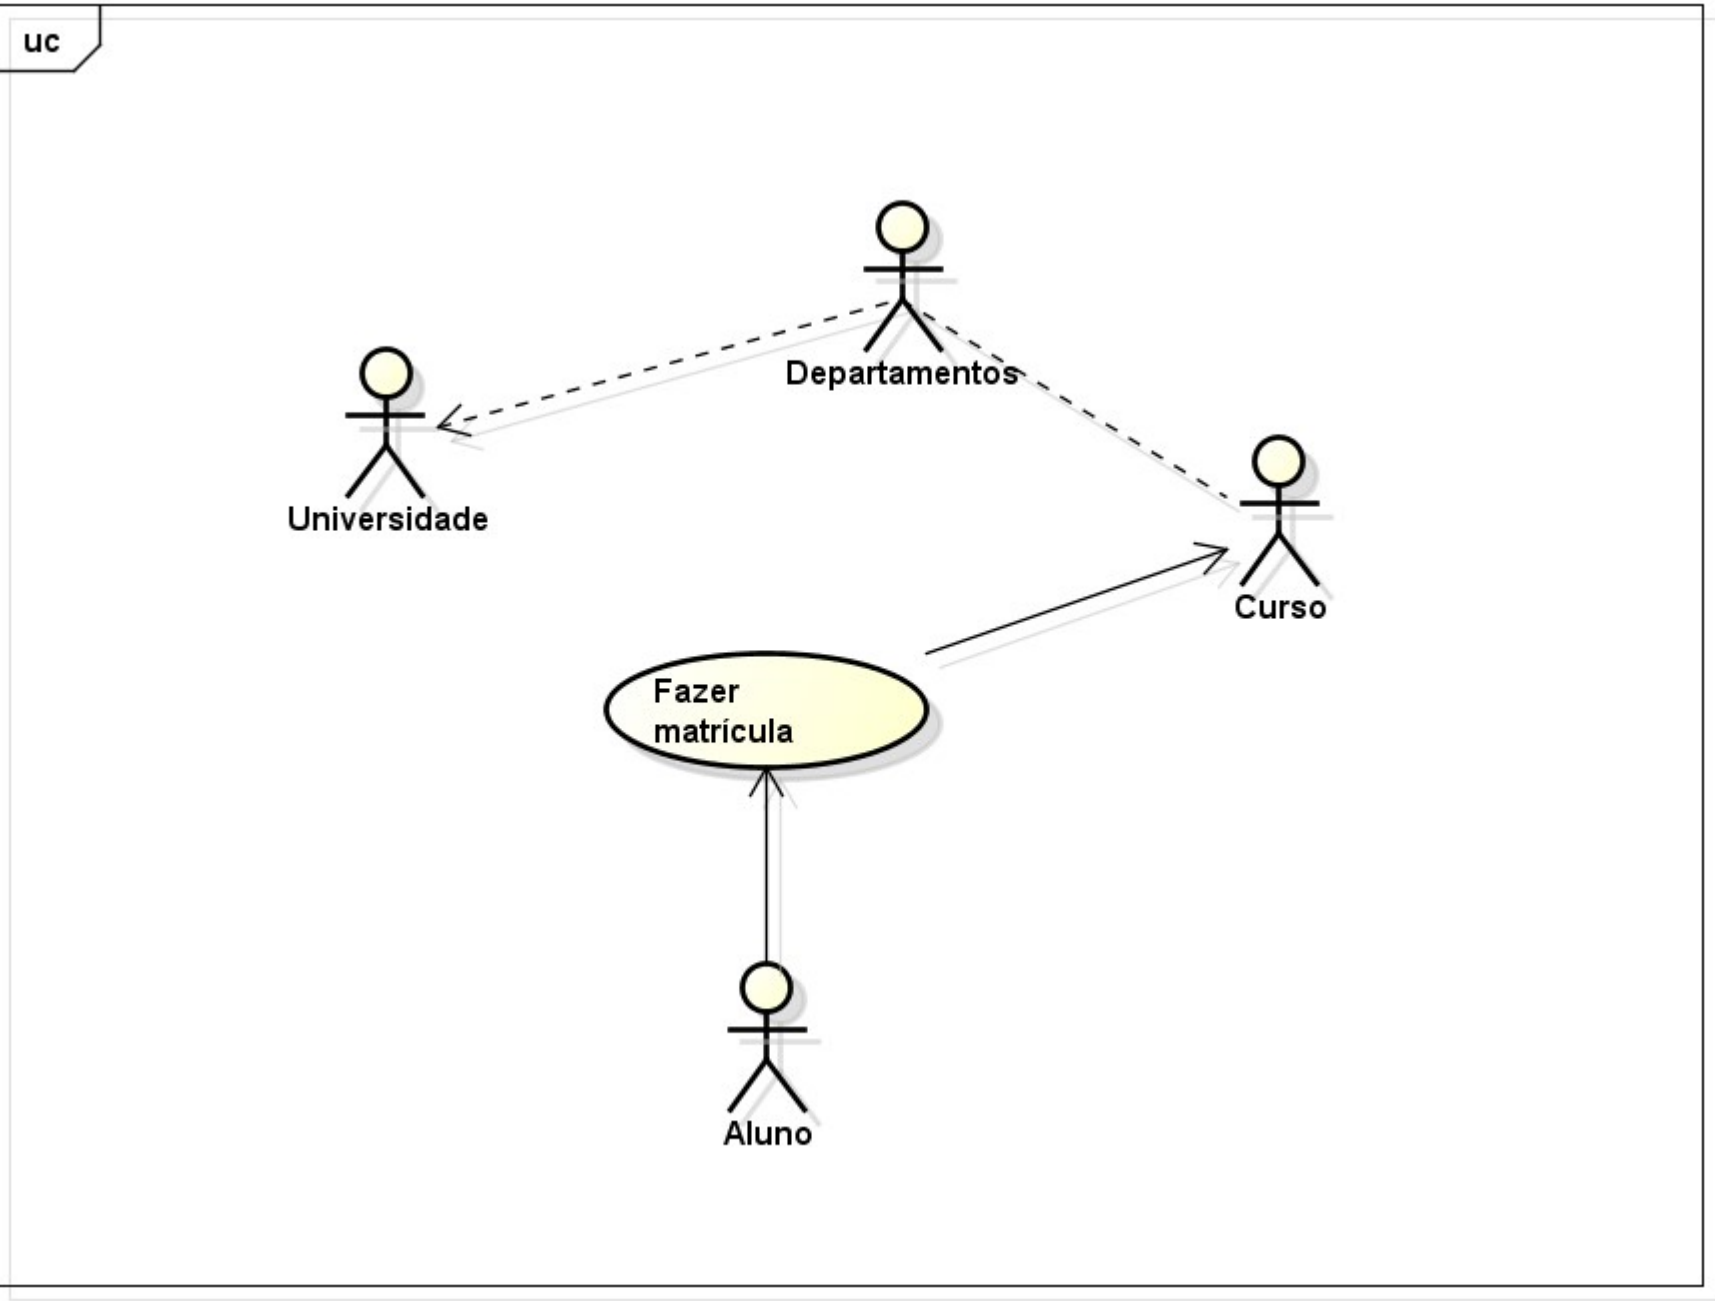 uc
Departamentos
Universidade
Curso
Fazer
matrícula
Aluno